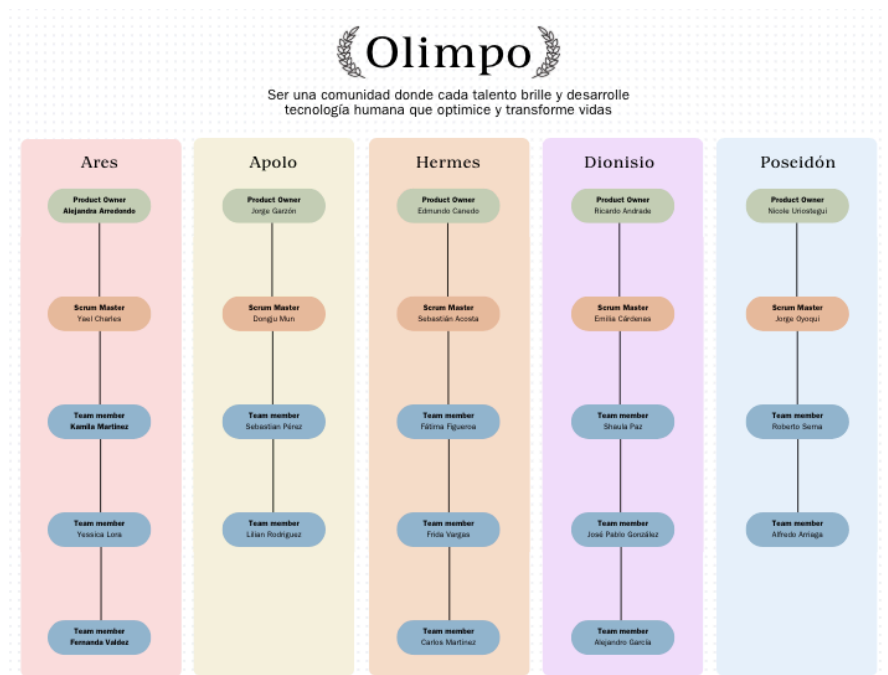 Olimpo
Ser una comunidad donde cada talento brille y desarrolle
tecnología humana que optimice y transforme vidas
Ares
Product Owner
Alejandra Arredondo
Scrum Master
Yael Charles
Team member
Kamila Martinez
Team member
Yessica Lora
Team member
Fernanda Valdez
Apolo
Product Owner
Jorge Garzón
Scrum Master
Dongju Mun
Team member
Sebastian Pérez
Team member
Lilian Rodriguez
Hermes
Product Owner
Edmundo Canedo
Scrum Master
Sebastián Acosta
Team member
Fátima Figueroa
Team member
Frida Vargas
Team member
Carlos Martinez
Dionisio
Product Owner
Ricardo Andrade
Scrum Master
Emilia Cárdenas
Team member
Shaula Paz
Team member
José Pablo González
Team member
Alejandro García
Poseidón
Product Owner
Nicole Uriostegui
Scrum Master
Jorge Oyoqui
Team member
Roberto Serna
Team member
Alfredo Arriaga